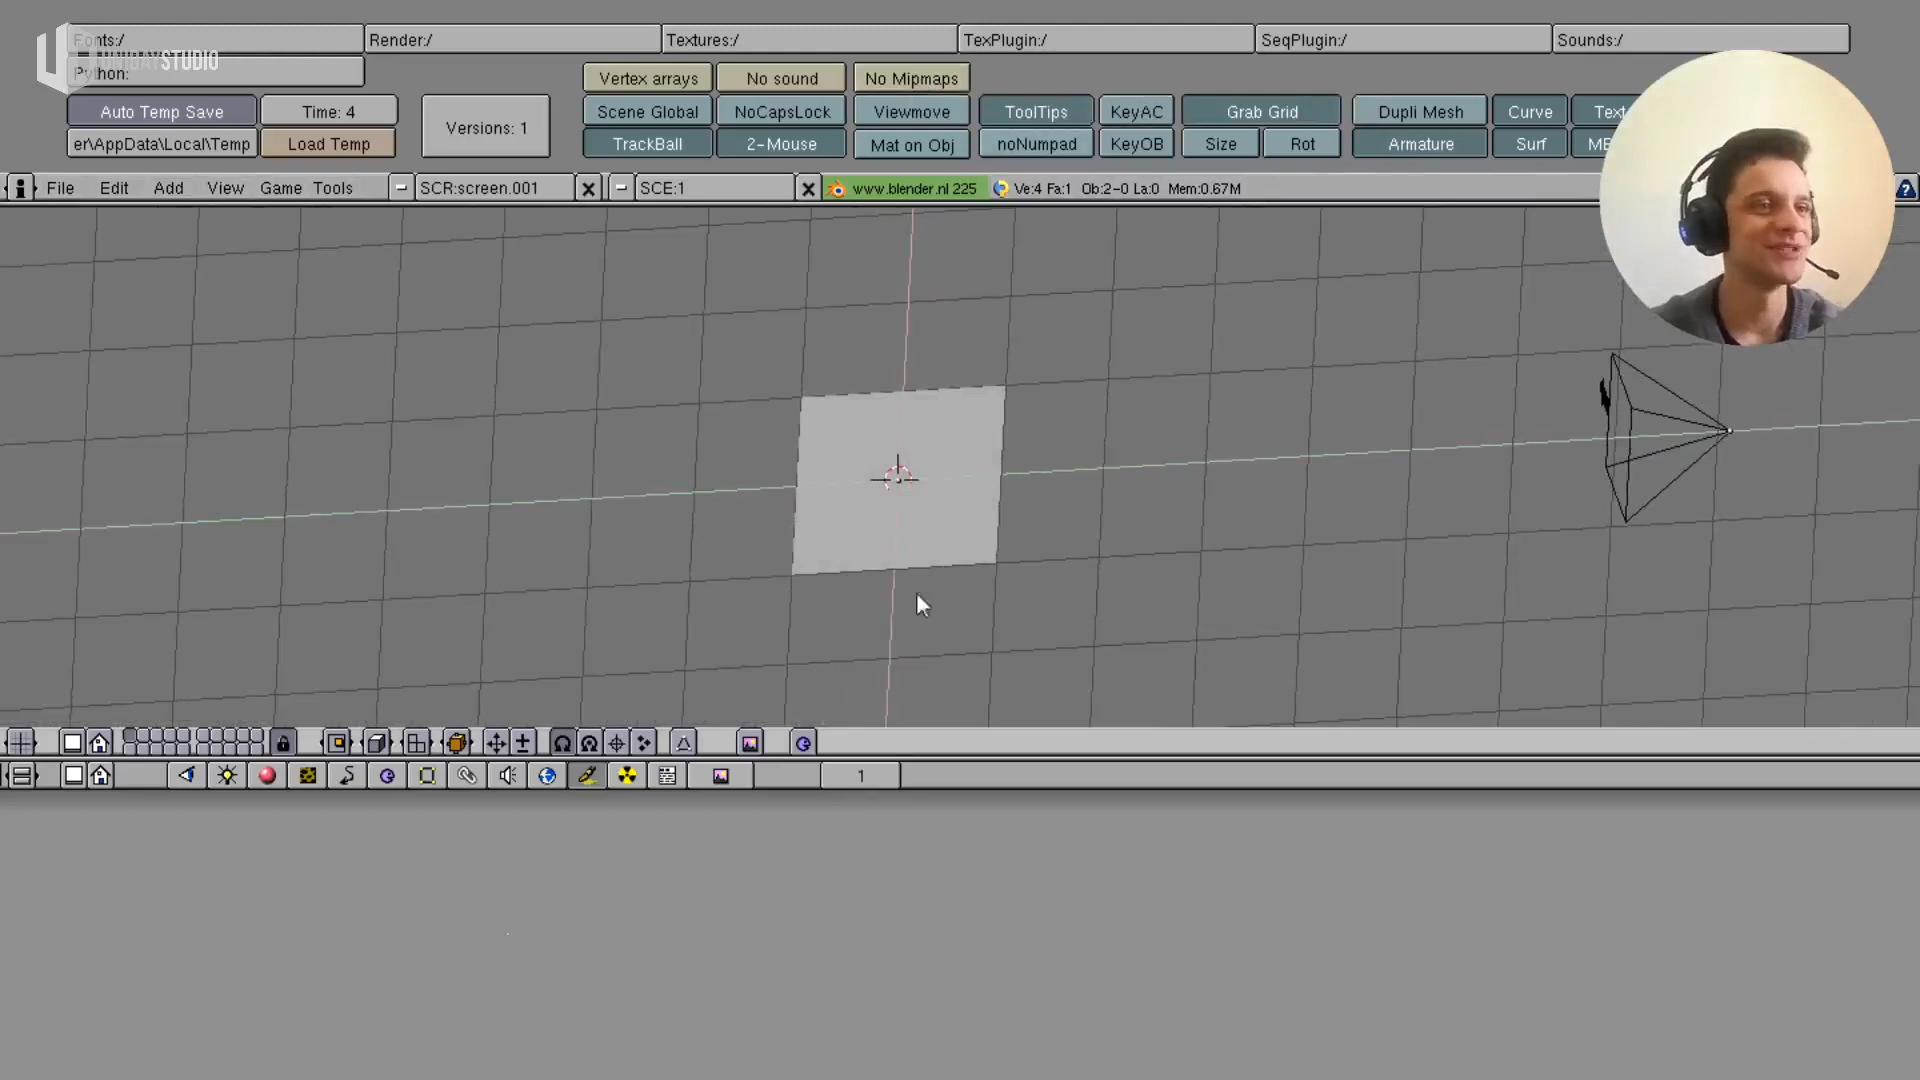 Fonts:/
Render:/
Textures:/
TexPlugin:/
SeqPlugin:/
Sounds:/
UNIDAY STUDIO
Python:
Vertex arrays
No sound
No Mipmaps
Auto Temp Save
Time: 4
Versions: 1
Scene Global
NoCapsLock
Viewmove
ToolTips
KeyAC
Grab Grid
Dupli Mesh
Curve
er\AppData\Local\Temp
Load Temp
TrackBall
2-Mouse
Mat on Obj
noNumpad
KeyOB
Size
Rot
Armature
Surf
File Edit Add View Game Tools
SCR:screen.001
SCE:1
www.blender.nl 225
Ve:4 Fa:1 Ob:2-0 La:0 Mem:0.67M
1